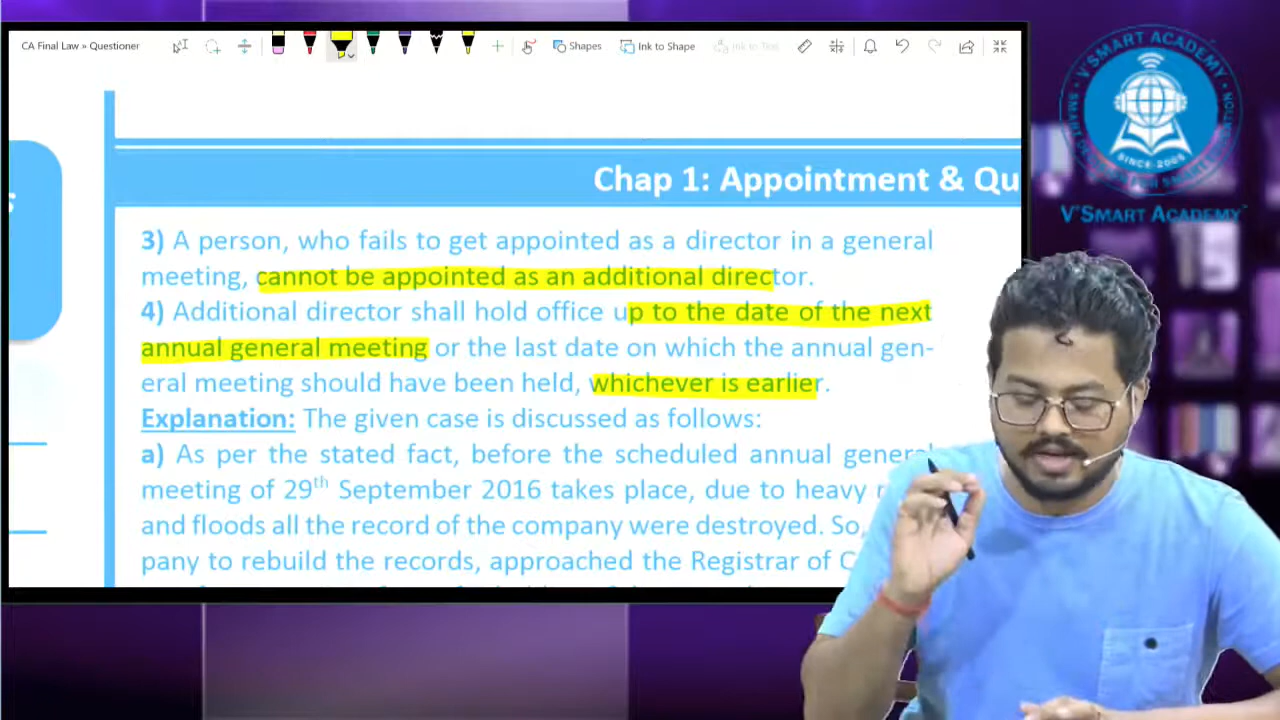 CA Final Law » Questioner
Shapes
Ink to Shape
Ink to Text
Chap 1: Appointment & Qu
3) A person, who fails to get appointed as a director in a general
meeting, cannot be appointed as an additional director.
4) Additional director shall hold office up to the date of the next
annual general meeting or the last date on which the annual gen-
eral meeting should have been held, whichever is earlier.
Explanation: The given case is discussed as follows:
a) As per the stated fact, before the scheduled annual general
meeting of 29th September 2016 takes place, due to heavy
and floods all the record of the company were destroyed. So,
pany to rebuild the records, approached the Registrar of
V'SMART ACADEMY
SINCE-2008
V'SMART ACADEMY